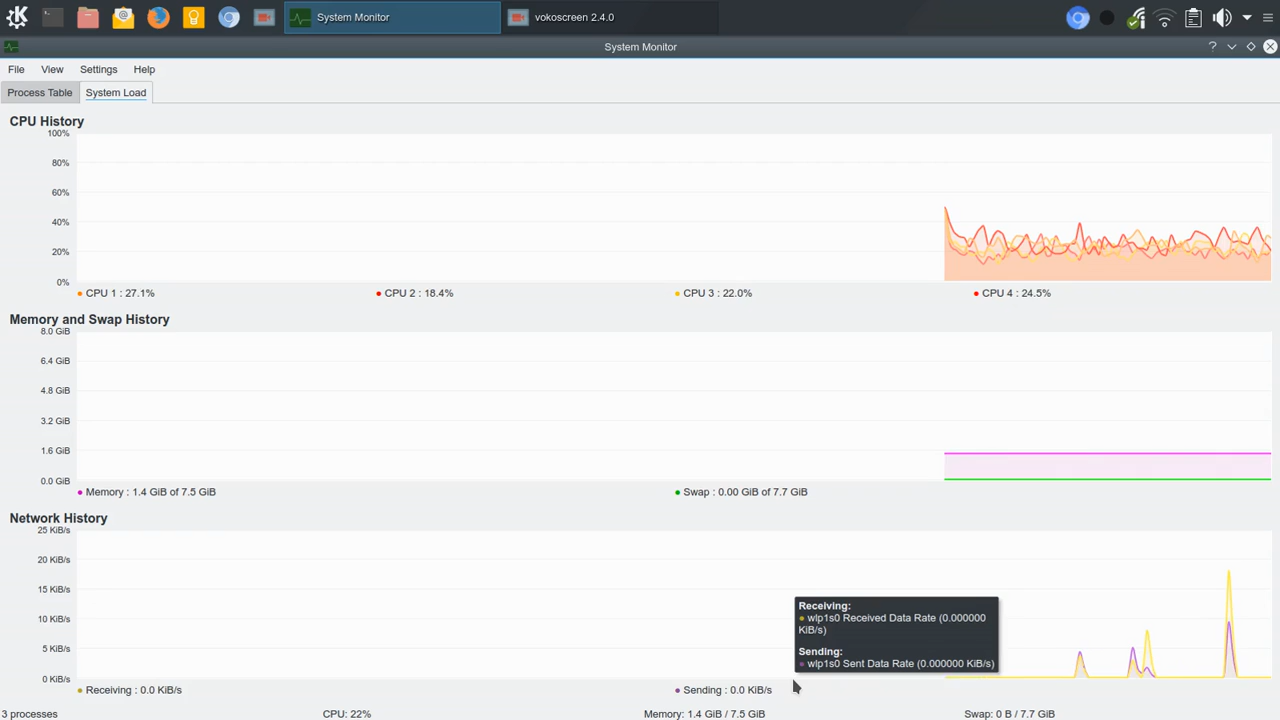 System Monitor
vokoscreen 2.4.0
System Monitor
File View Settings Help
Process Table System Load
CPU History
100%
80%
60%
40%
20%
0%
CPU 1 : 27.1% CPU 2 : 18.4% CPU 3 : 22.0% CPU 4 : 24.5%
Memory and Swap History
8.0 GiB
6.4 GiB
4.8 GiB
3.2 GiB
1.6 GiB
0.0 GiB
Memory : 1.4 GiB of 7.5 GiB Swap : 0.00 GiB of 7.7 GiB
Network History
25 KiB/s
20 KiB/s
15 KiB/s
10 KiB/s
5 KiB/s
0 KiB/s
Receiving:
wlp1s0 Received Data Rate (0.000000
KiB/s)
Sending:
wlp1s0 Sent Data Rate (0.000000 KiB/s)
Receiving : 0.0 KiB/s Sending : 0.0 KiB/s
3 processes CPU: 22% Memory: 1.4 GiB / 7.5 GiB Swap: 0 B / 7.7 GiB